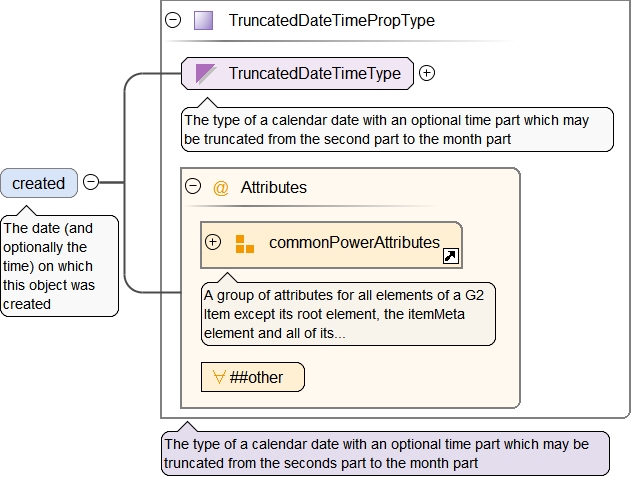 TruncatedDateTimePropType
TruncatedDateTimeType
The type of a calendar date with an optional time part which may
be truncated from the second part to the month part
created
The date (and
optionally the
time) on which
this object was
created
@ Attributes
commonPowerAttributes
A group of attributes for all elements of a G2
Item except its root element, the itemMeta
element and all of its...
∀ ##other
The type of a calendar date with an optional time part which may be
truncated from the seconds part to the month part